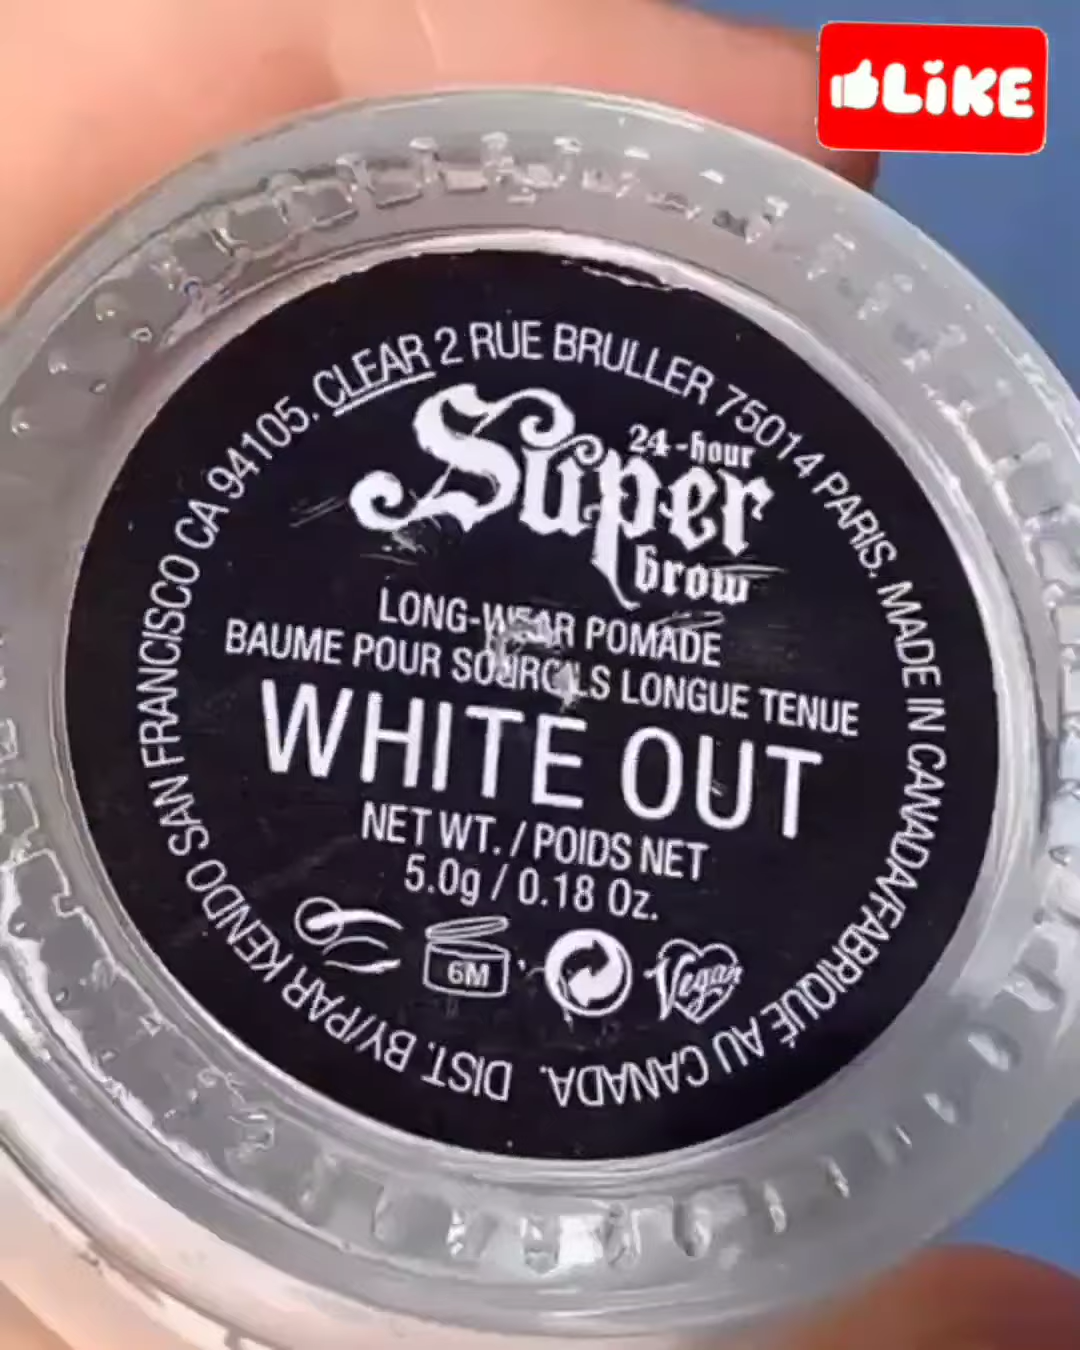 LIKE
24-hour
Super
brow
LONG-WEAR POMADE
BAUME POUR SOURCILS LONGUE TENUE
WHITE OUT
NET WT. / POIDS NET
5.0g / 0.18 Oz.
6M
Vegan
DIST. BY/PAR KENDO SAN FRANCISCO CA 94105. CLEAR 2 RUE BRULLER 75014 PARIS. MADE IN CANADA/FABRIQUÉ AU CANADA.